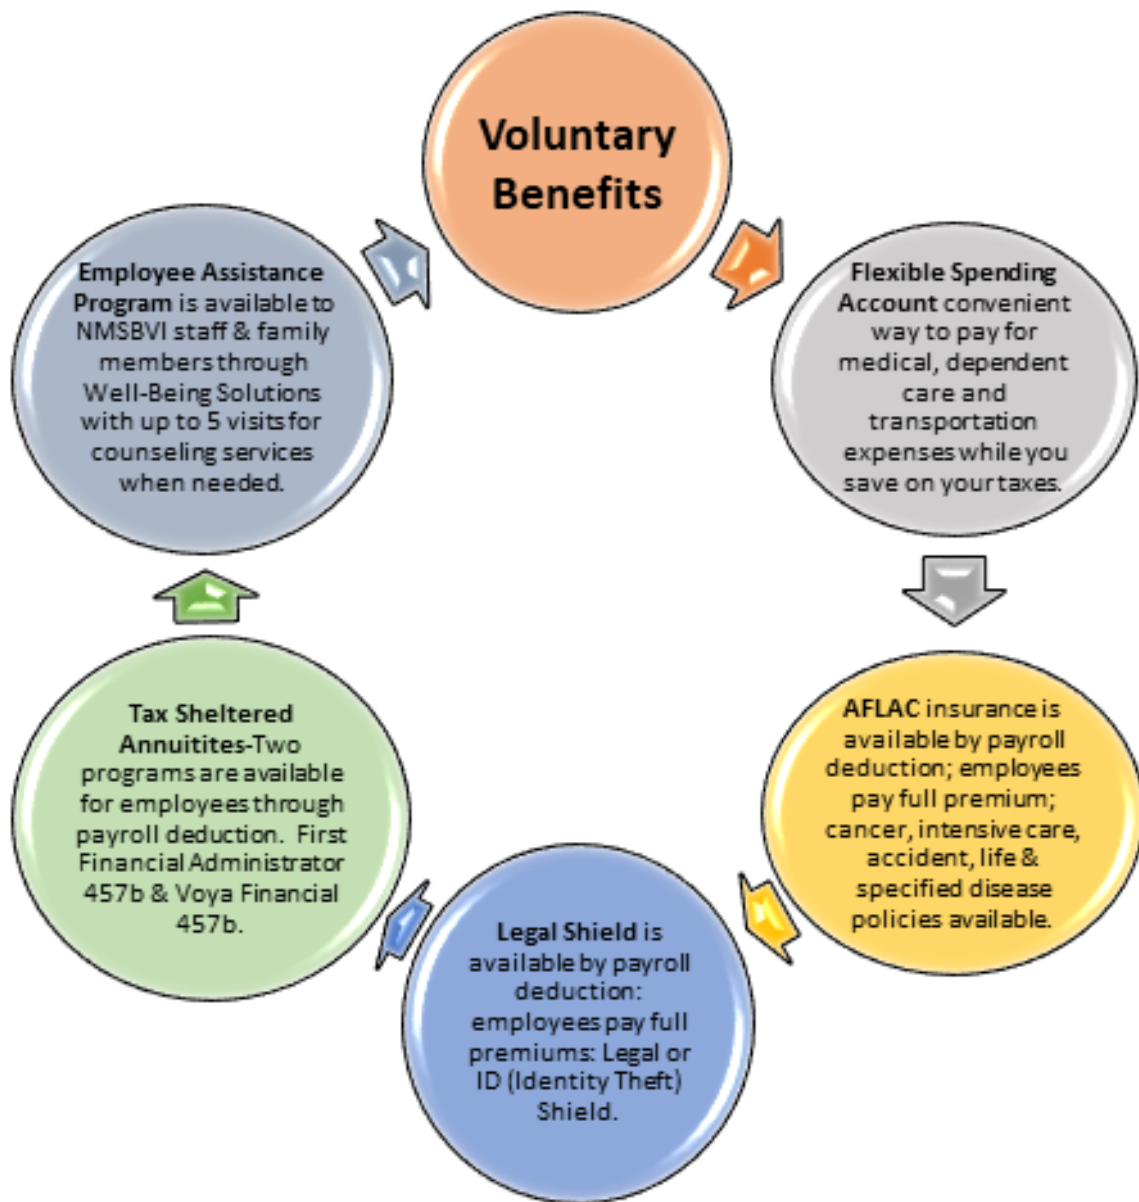 Voluntary
Benefits
Flexible Spending
Account convenient
way to pay for
medical, dependent
care and
transportation
expenses while you
save on your taxes.
AFLAC insurance is
available by payroll
deduction; employees
pay full premium;
cancer, intensive care,
accident, life &
specified disease
policies available.
Legal Shield is
available by payroll
deduction:
employees pay full
premiums: Legal or
ID (Identity Theft)
Shield.
Tax Sheltered
Annuitites-Two
programs are available
for employees through
payroll deduction.  First
Financial Administrator
457b & Voya Financial
457b.
Employee Assistance
Program is available to
NMSBVI staff & family
members through
Well-Being Solutions
with up to 5 visits for
counseling services
when needed.